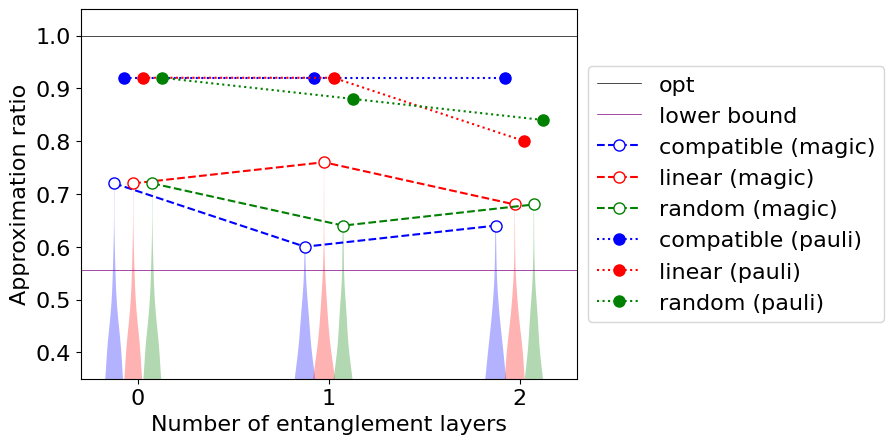 1.0
0.9
0.8
0.7
0.6
0.5
0.4
Approximation ratio
0 1 2
Number of entanglement layers
opt
lower bound
compatible (magic)
linear (magic)
random (magic)
compatible (pauli)
linear (pauli)
random (pauli)